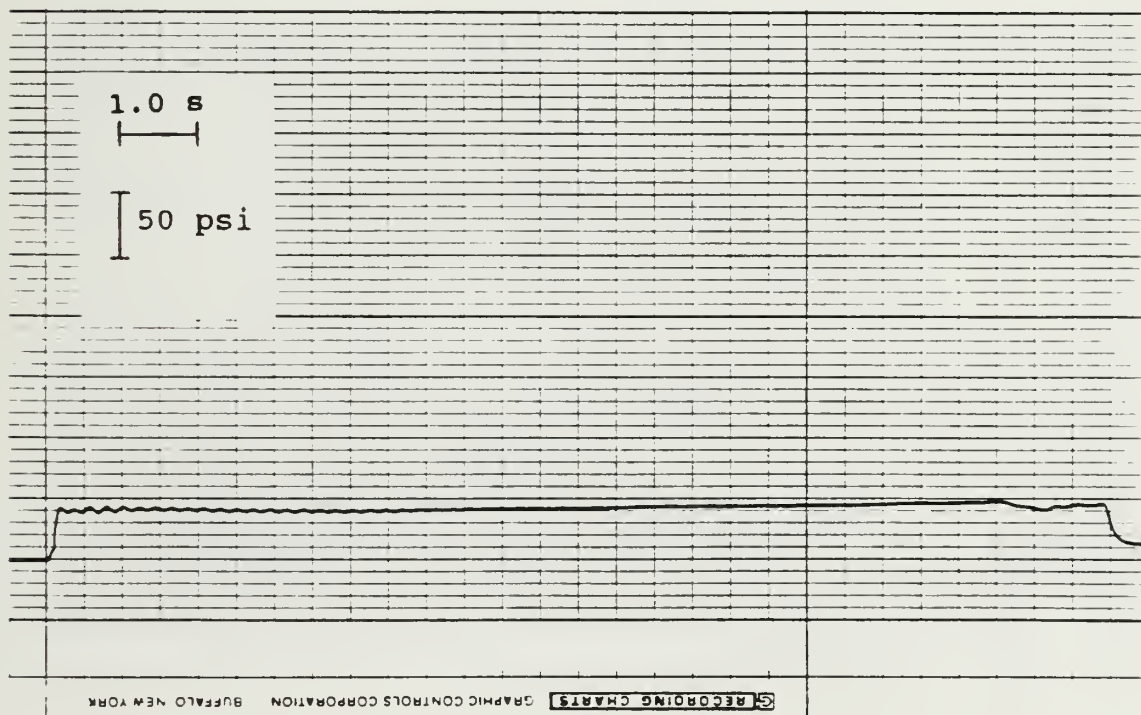 1.0 s
50 psi
RECORDING CHARTS GRAPHIC CONTROLS CORPORATION BUFFALO NEW YORK